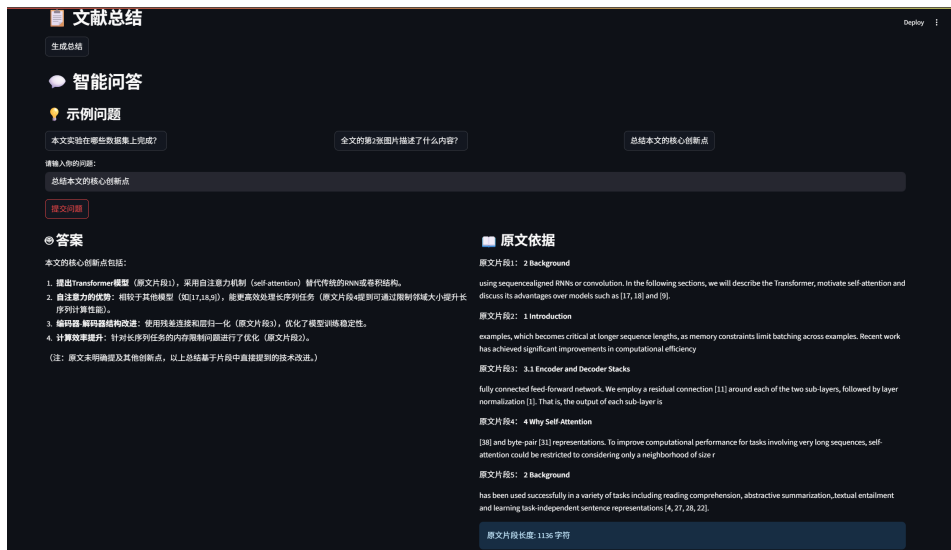 文献总结
Deploy
生成总结
智能问答
示例问题
本文实验在哪些数据集上完成?
全文的第2张图片描述了什么内容?
总结本文的核心创新点
请输入你的问题:
总结本文的核心创新点
提交问题
答案
本文的核心创新点包括:
1. 提出Transformer模型（原文片段1），采用自注意力机制（self-attention）替代传统的RNN或卷积结构。
2. 自注意力的优势：相较于其他模型（如[17,18,9]），能更高效处理长序列任务（原文片段4提到可通过限制邻域大小提升长
序列计算性能）。
3. 编码器-解码器结构改进：使用残差连接和层归一化（原文片段3），优化了模型训练稳定性。
4. 计算效率提升：针对长序列任务的内存限制问题进行了优化（原文片段2）。
（注：原文未明确提及其他创新点，以上总结基于片段中直接提到的技术改进。）
原文依据
原文片段1： 2 Background
using sequencealigned RNNs or convolution. In the following sections, we will describe the Transformer, motivate self-attention and
discuss its advantages over models such as [17, 18] and [9].
原文片段2： 1 Introduction
examples, which becomes critical at longer sequence lengths, as memory constraints limit batching across examples. Recent work
has achieved significant improvements in computational efficiency
原文片段3： 3.1 Encoder and Decoder Stacks
fully connected feed-forward network. We employ a residual connection [11] around each of the two sub-layers, followed by layer
normalization [1]. That is, the output of each sub-layer is
原文片段4： 4 Why Self-Attention
[38] and byte-pair [31] representations. To improve computational performance for tasks involving very long sequences, self-
attention could be restricted to considering only a neighborhood of size r
原文片段5： 2 Background
has been used successfully in a variety of tasks including reading comprehension, abstractive summarization,.textual entailment
and learning task-independent sentence representations [4, 27, 28, 22].
原文片段长度: 1136 字符